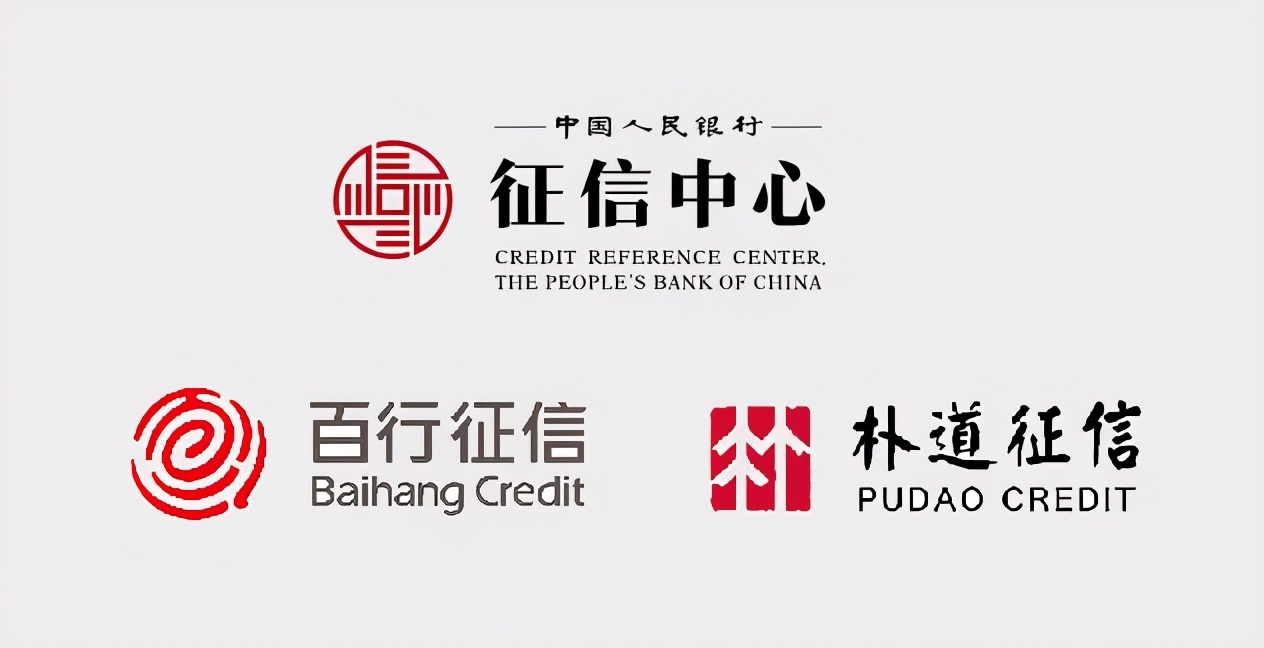 中国人民银行
征信中心
CREDIT REFERENCE CENTER,
THE PEOPLE'S BANK OF CHINA
百行征信
Baihang Credit
朴道征信
PUDAO CREDIT